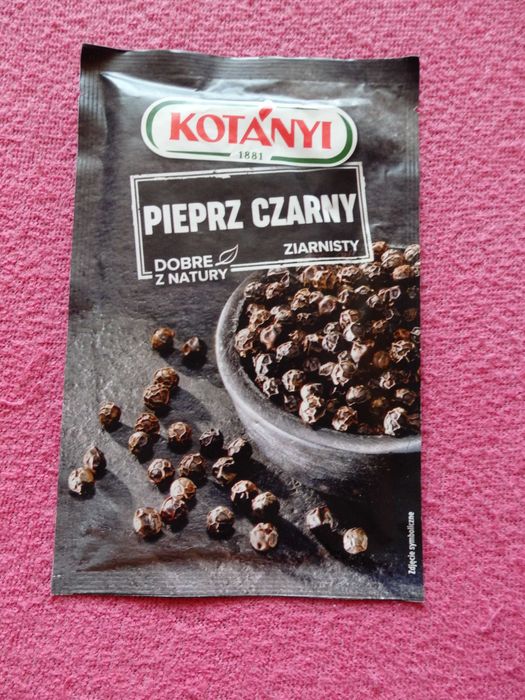 KOTÁNYI
1881
PIEPRZ CZARNY
ZIARNISTY
DOBRE
Z NATURY
Zdjęcie symboliczne